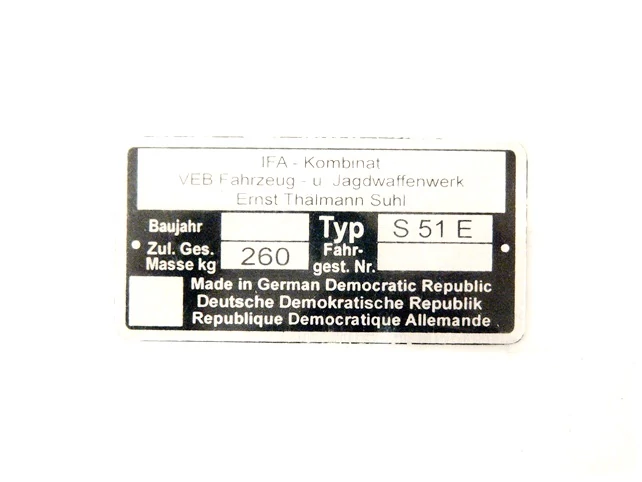 IFA - Kombinat
VEB Fahrzeug - u. Jagdwaffenwerk
Ernst Thalmann Suhl
Baujahr Typ S 51 E
Zul. Ges. Masse kg 260 Fahr- gest. Nr.
Made in German Democratic Republic
Deutsche Demokratische Republik
Republique Democratique Allemande